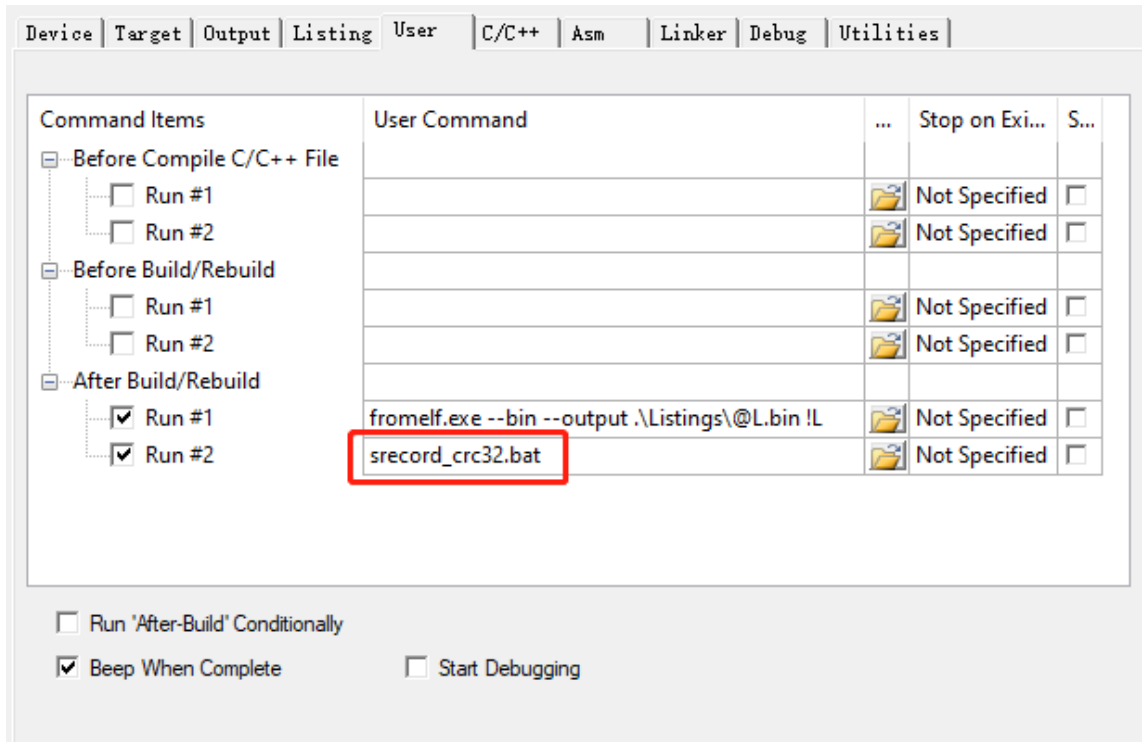 Device Target Output Listing User C/C++ Asm Linker Debug Utilities
Command Items User Command ... Stop on Exi... S...
Before Compile C/C++ File
Run #1 Not Specified
Run #2 Not Specified
Before Build/Rebuild
Run #1 Not Specified
Run #2 Not Specified
After Build/Rebuild
Run #1 fromelf.exe --bin --output .\Listings\@L.bin !L Not Specified
Run #2 srecord_crc32.bat Not Specified
Run 'After-Build' Conditionally
Beep When Complete Start Debugging